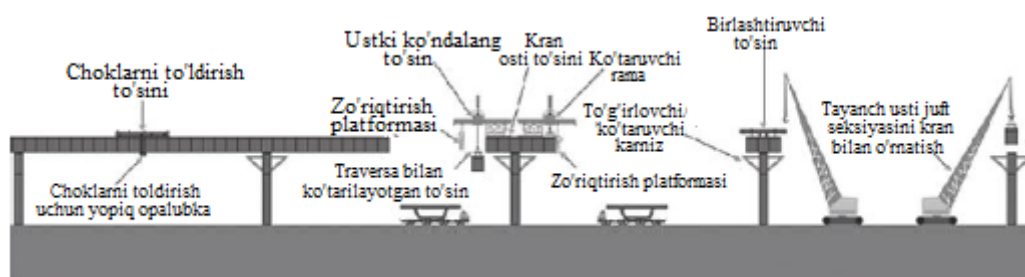 Choklarni to'ldirish
to'sini
Choklarni toldirish
uchun yopiq opalubka
Ustki ko'ndalang
to'sin
Zo'riqtirish
platformasi
Traversa bilan
ko'tarilayotgan to'sin
Kran
osti to'sini
Ko'taruvchi
rama
Zo'riqtirish platformasi
To'g'irlovchi/
ko'taruvchi
karniz
Birlashtiruvchi
to'sin
Tayanch usti juft
seksiyasini kran
bilan o'rnatish